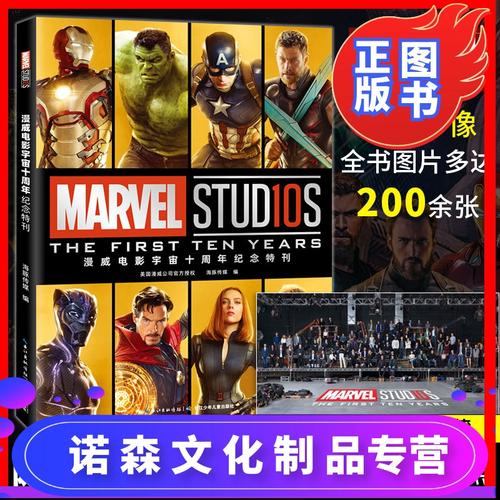 MARVEL STUDIOS
漫威电影宇宙十周年纪念特刊
MARVEL STUD10S
THE FIRST TEN YEARS
漫威电影宇宙十周年纪念特刊
美国漫威公司官方授权 海豚传媒 编
正版图书
像
全书图片多达
200余张
MARVEL STUD10S
THE FIRST TEN YEARS
诺森文化制品专营